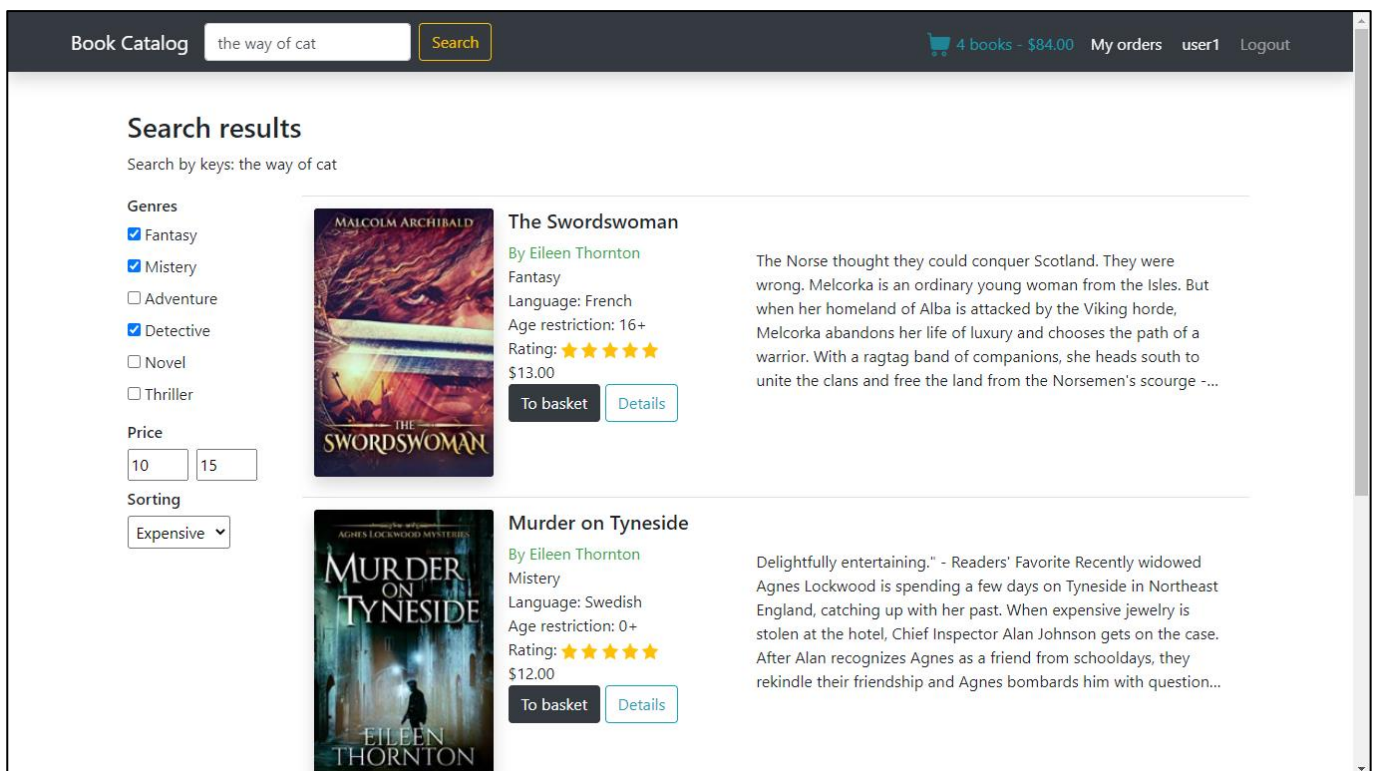 Book Catalog the way of cat Search 4 books - $84.00 My orders user1 Logout
Search results
Search by keys: the way of cat
Genres
Fantasy
Mistery
Adventure
Detective
Novel
Thriller
Price
10 15
Sorting
Expensive
MALCOLM ARCHIBALD
THE
SWORDSWOMAN
The Swordswoman
By Eileen Thornton
Fantasy
Language: French
Age restriction: 16+
Rating:
$13.00
To basket Details
The Norse thought they could conquer Scotland. They were
wrong. Melcorka is an ordinary young woman from the Isles. But
when her homeland of Alba is attacked by the Viking horde,
Melcorka abandons her life of luxury and chooses the path of a
warrior. With a ragtag band of companions, she heads south to
unite the clans and free the land from the Norsemen's scourge -...
AGNES LOCKWOOD MYSTERIES
MURDER
ON
TYNESIDE
EILEEN
THORNTON
Murder on Tyneside
By Eileen Thornton
Mistery
Language: Swedish
Age restriction: 0+
Rating:
$12.00
To basket Details
Delightfully entertaining." - Readers' Favorite Recently widowed
Agnes Lockwood is spending a few days on Tyneside in Northeast
England, catching up with her past. When expensive jewelry is
stolen at the hotel, Chief Inspector Alan Johnson gets on the case.
After Alan recognizes Agnes as a friend from schooldays, they
rekindle their friendship and Agnes bombards him with question...